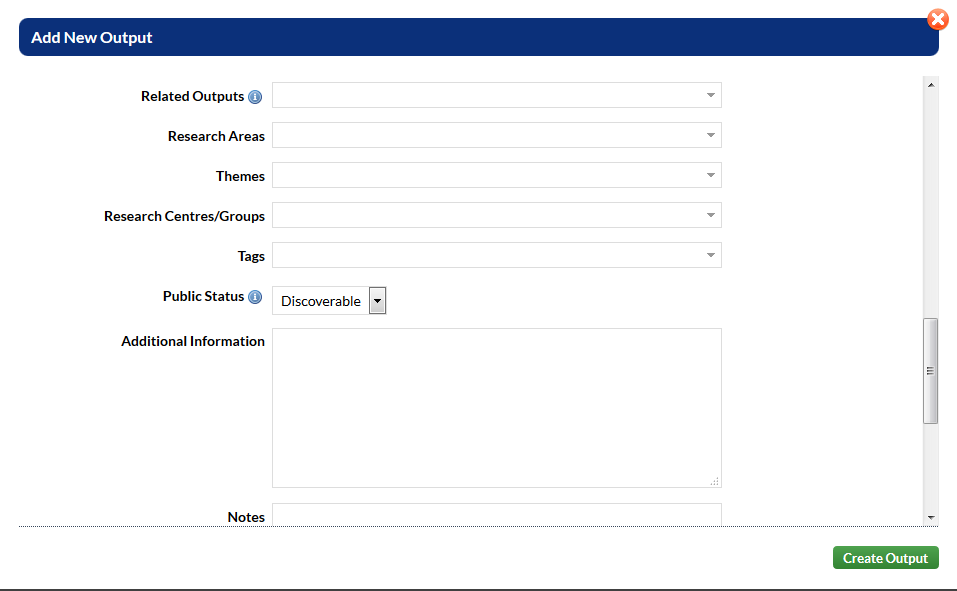 Add New Output
Related Outputs
Research Areas
Themes
Research Centres/Groups
Tags
Public Status
Discoverable
Additional Information
Notes
Create Output